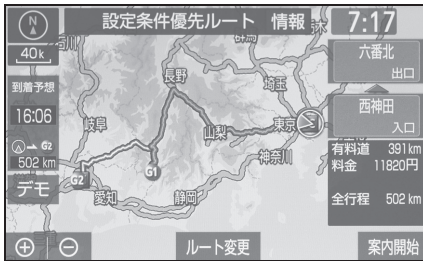 N
設定条件優先ルート 情報
7:17
40k
六番北
出口
到着予想
16:06
西神田
入口
G2
502 km
デモ
有料道 391km
料金 11820円
全行程 502 km
長野
群馬
埼玉
岐阜
山梨
東京
神奈川
G2
G1
愛知
静岡
ルート変更
案内開始